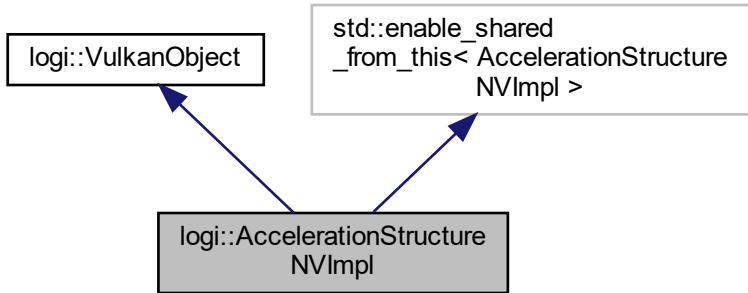 logi::VulkanObject
std::enable_shared
_from_this< AccelerationStructure
NVImpl >
logi::AccelerationStructure
NVImpl